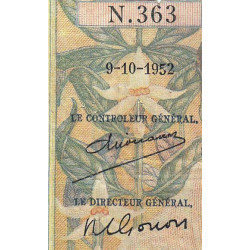 N.363
9-10-1952
LE CONTROLEUR GÉNÉRAL,
LE DIRECTEUR GÉNÉRAL,